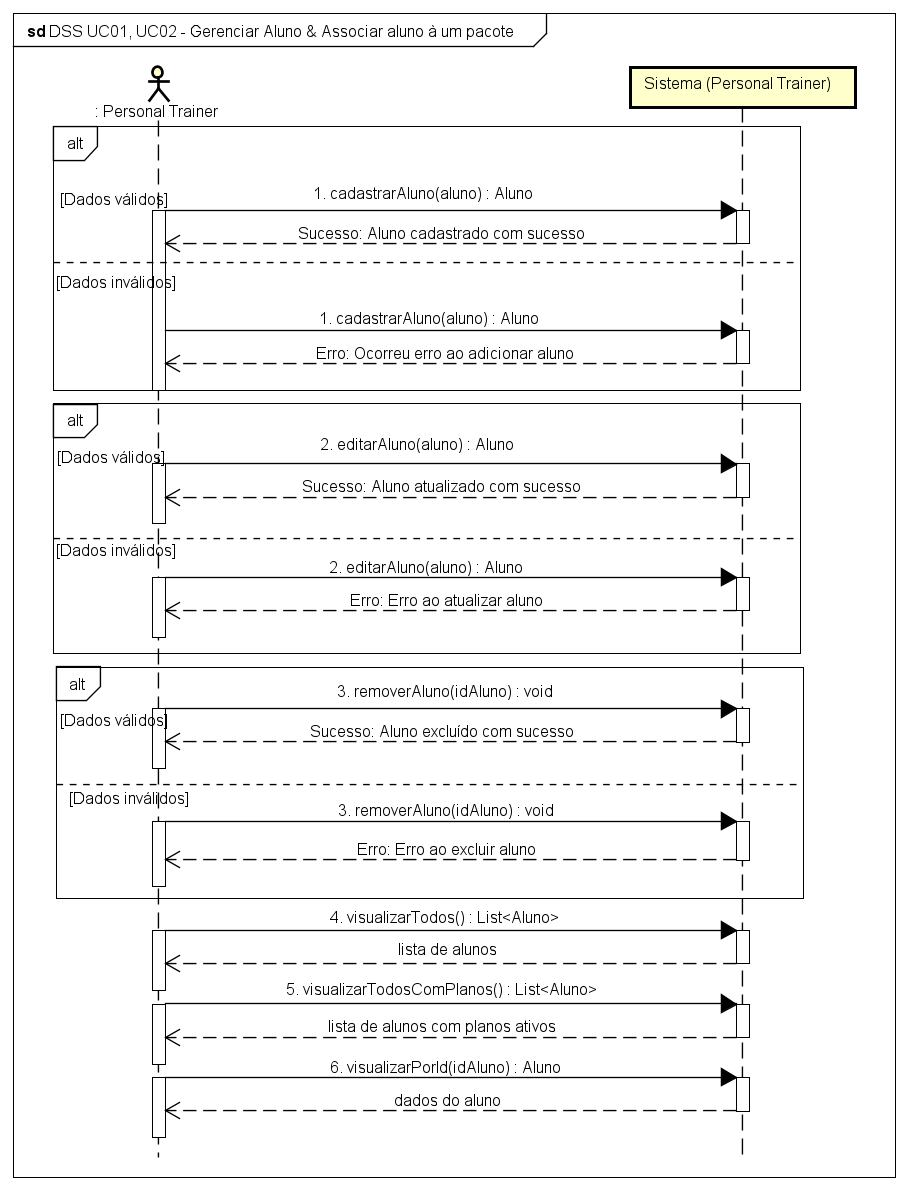 sd DSS UC01, UC02 - Gerenciar Aluno & Associar aluno à um pacote
: Personal Trainer
Sistema (Personal Trainer)
alt
[Dados válidos]
1. cadastrarAluno(aluno) : Aluno
Sucesso: Aluno cadastrado com sucesso
[Dados inválidos]
1. cadastrarAluno(aluno) : Aluno
Erro: Ocorreu erro ao adicionar aluno
alt
2. editarAluno(aluno) : Aluno
[Dados válidos]
Sucesso: Aluno atualizado com sucesso
[Dados inválidos]
2. editarAluno(aluno) : Aluno
Erro: Erro ao atualizar aluno
alt
3. removerAluno(idAluno) : void
[Dados válidos]
Sucesso: Aluno excluído com sucesso
[Dados inválidos]
3. removerAluno(idAluno) : void
Erro: Erro ao excluir aluno
4. visualizarTodos() : List<Aluno>
lista de alunos
5. visualizarTodosComPlanos() : List<Aluno>
lista de alunos com planos ativos
6. visualizarPorId(idAluno) : Aluno
dados do aluno